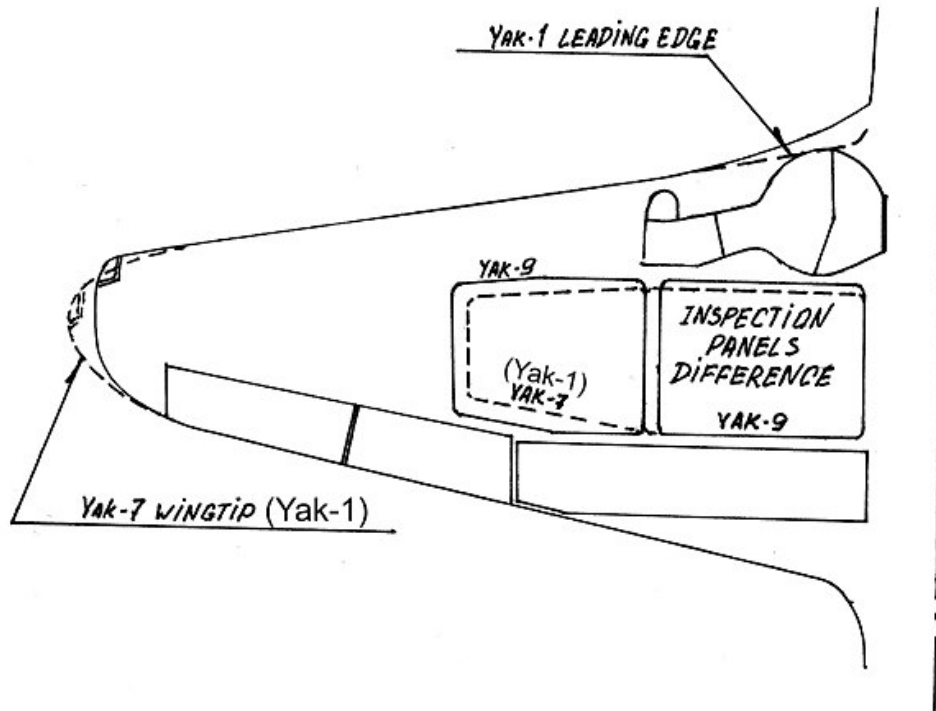 YAK-1 LEADING EDGE
YAK-9
INSPECTION
PANELS
DIFFERENCE
(Yak-1)
YAK-7
YAK-9
YAK-7 WINGTIP (Yak-1)